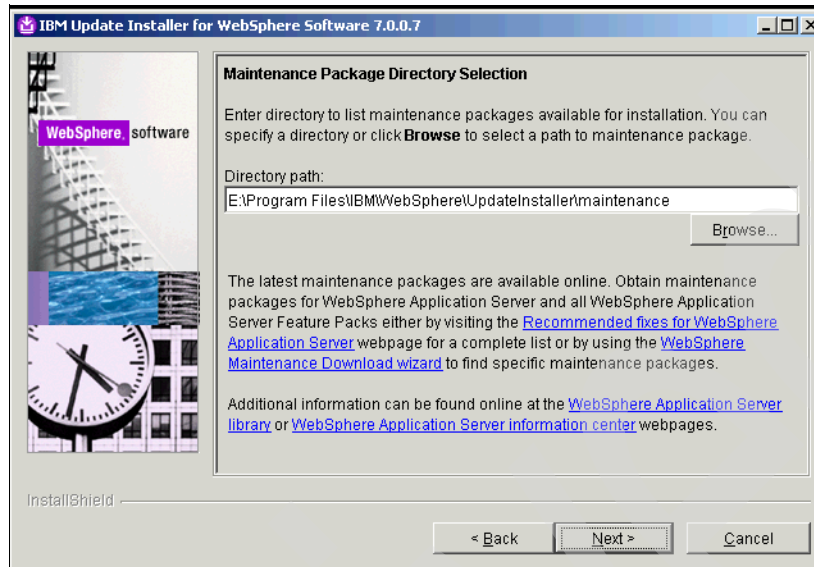 IBM Update Installer for WebSphere Software 7.0.0.7
WebSphere. software
Maintenance Package Directory Selection
Enter directory to list maintenance packages available for installation. You can
specify a directory or click Browse to select a path to maintenance package.
Directory path:
E:\Program Files\IBM\WebSphere\UpdateInstaller\maintenance
Browse...
The latest maintenance packages are available online. Obtain maintenance
packages for WebSphere Application Server and all WebSphere Application
Server Feature Packs either by visiting the Recommended fixes for WebSphere
Application Server webpage for a complete list or by using the WebSphere
Maintenance Download wizard to find specific maintenance packages.
Additional information can be found online at the WebSphere Application Server
library or WebSphere Application Server information center webpages.
InstallShield
< Back
Next >
Cancel